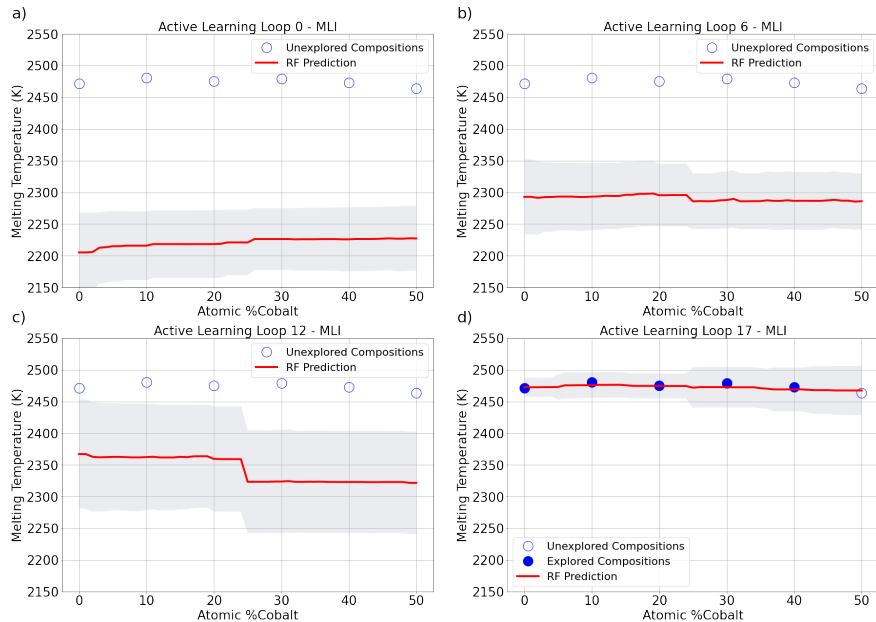 a)
Active Learning Loop 0 - MLI
Melting Temperature (K)
2550
2500
2450
2400
2350
2300
2250
2200
2150
Unexplored Compositions
RF Prediction
0 10 20 30 40 50
Atomic %Cobalt
b)
Active Learning Loop 6 - MLI
Melting Temperature (K)
2550
2500
2450
2400
2350
2300
2250
2200
2150
Unexplored Compositions
RF Prediction
0 10 20 30 40 50
Atomic %Cobalt
c)
Active Learning Loop 12 - MLI
Melting Temperature (K)
2550
2500
2450
2400
2350
2300
2250
2200
2150
Unexplored Compositions
RF Prediction
0 10 20 30 40 50
Atomic %Cobalt
d)
Active Learning Loop 17 - MLI
Melting Temperature (K)
2550
2500
2450
2400
2350
2300
2250
2200
2150
Unexplored Compositions
Explored Compositions
RF Prediction
0 10 20 30 40 50
Atomic %Cobalt